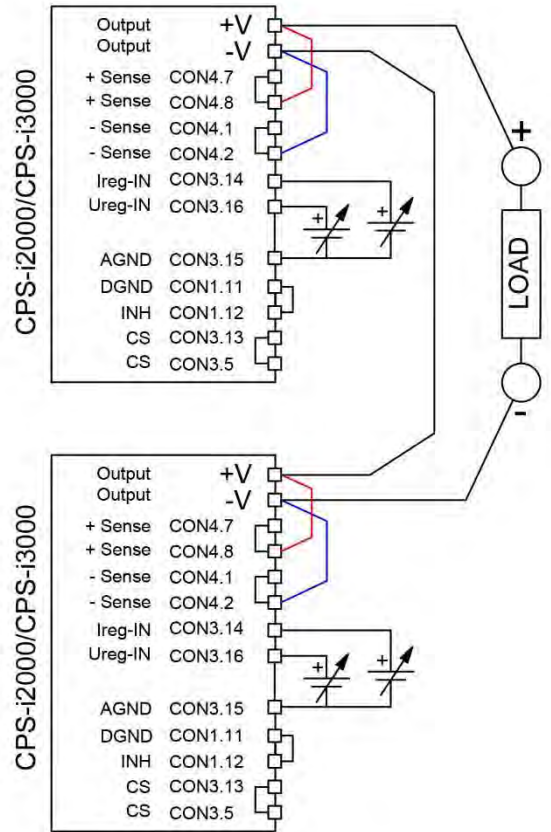 CPS-i2000/CPS-i3000
Output +V
Output -V
+ Sense CON4.7
+ Sense CON4.8
- Sense CON4.1
- Sense CON4.2
Ireg-IN CON3.14
Ureg-IN CON3.16
+ +
AGND CON3.15
DGND CON1.11
INH CON1.12
CS CON3.13
CS CON3.5
+
LOAD
-
CPS-i2000/CPS-i3000
Output +V
Output -V
+ Sense CON4.7
+ Sense CON4.8
- Sense CON4.1
- Sense CON4.2
Ireg-IN CON3.14
Ureg-IN CON3.16
+ +
AGND CON3.15
DGND CON1.11
INH CON1.12
CS CON3.13
CS CON3.5